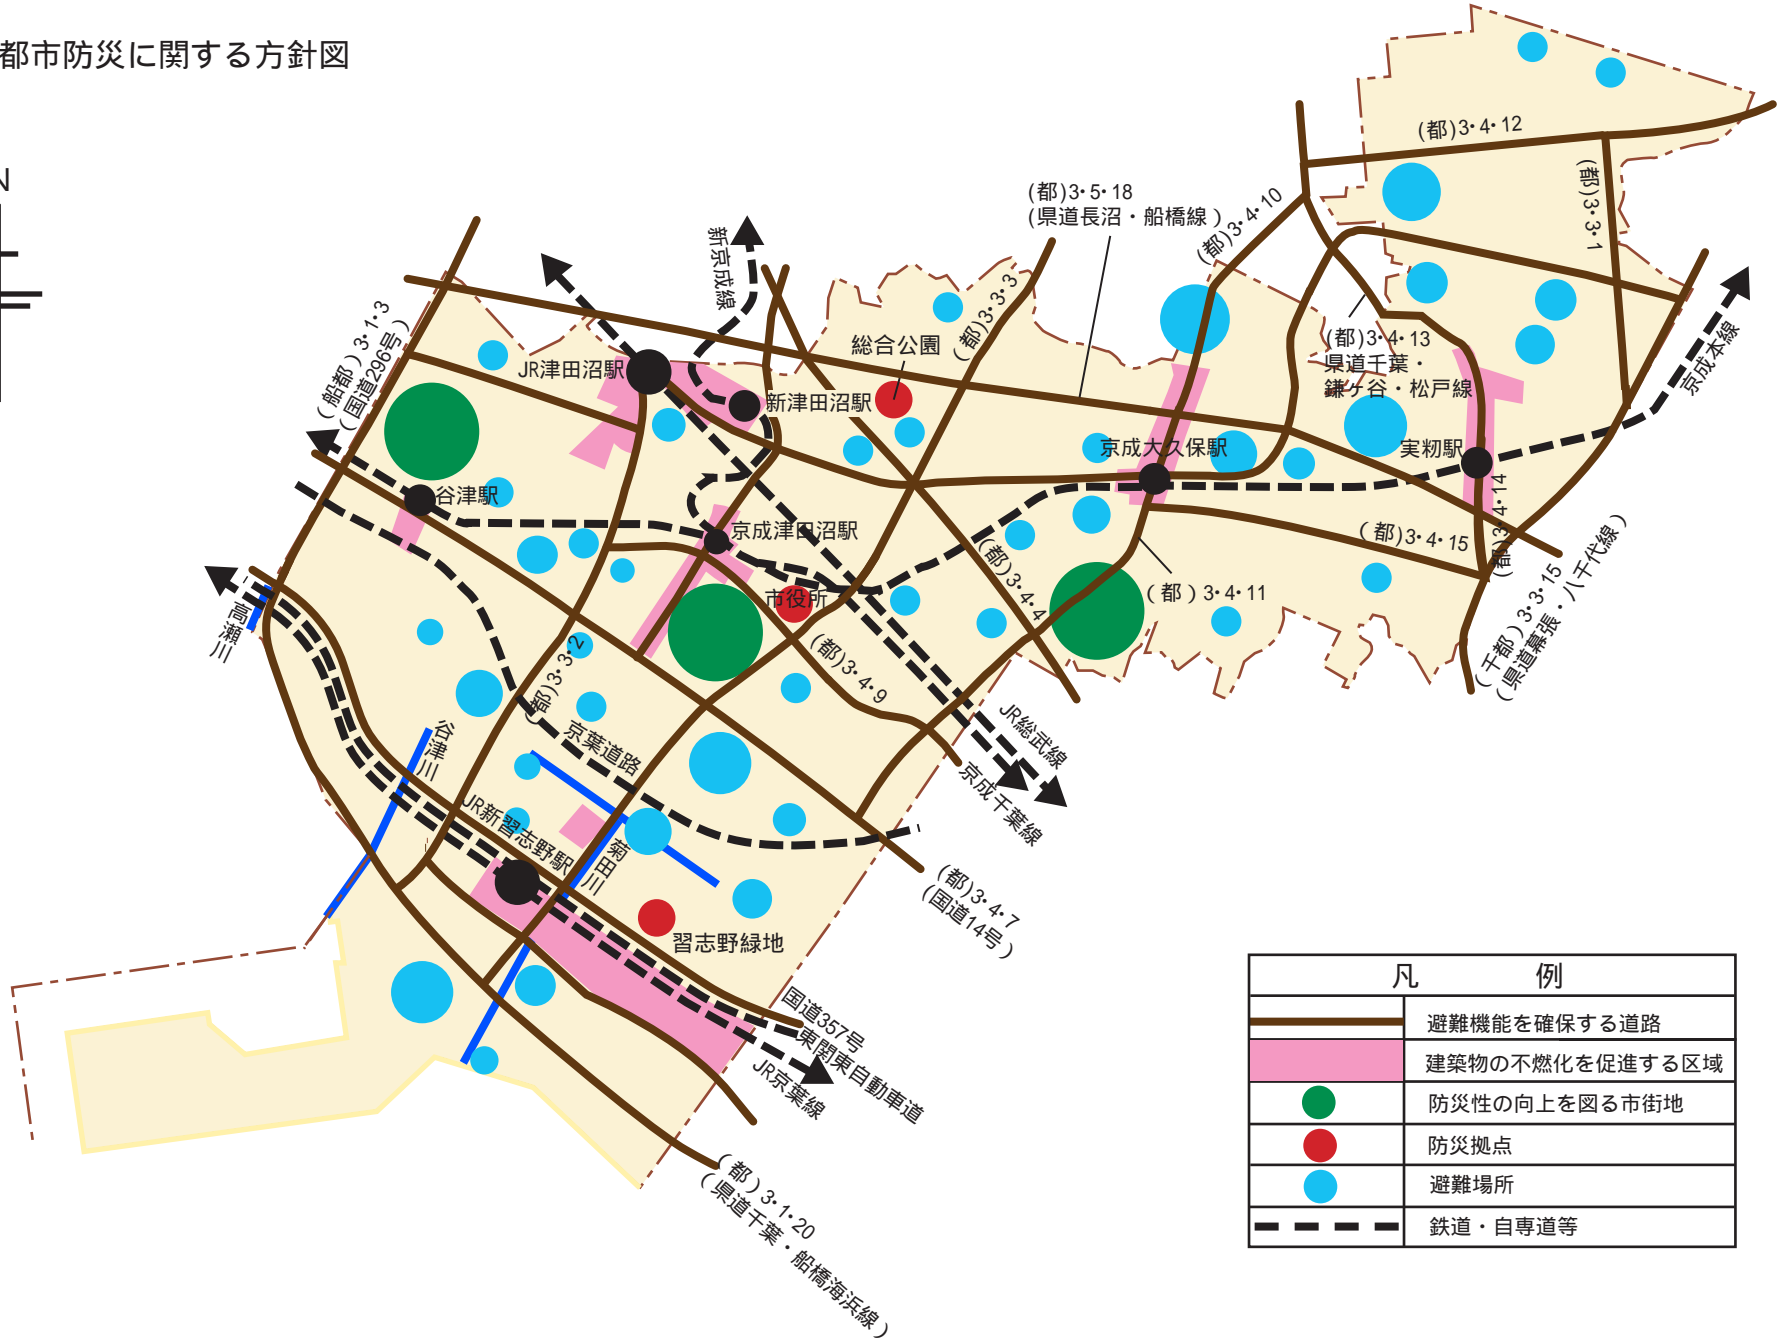 都市防災に関する方針図
N
(都)3・4・12
(都)3・3・1
(都)3・5・18
(県道長沼・船橋線)
(都)3・4・10
新京成線
(都)3・3・3
総合公園
(船都)3・1・3
(国道296号)
JR津田沼駅
新津田沼駅
(都)3・4・13
県道千葉・
鎌ケ谷・松戸線
京成本線
京成大久保駅
実籾駅
谷津駅
京成津田沼駅
(都)3・4・14
(都)3・4・15
(都)3・4・4
(都)3・4・11
市役所
(千都)3・3・15
(県道幕張・八千代線)
高瀬川
(都)3・3・2
(都)3・4・9
谷津川
京葉道路
JR総武線
京成千葉線
JR新習志野駅
菊田川
(都)3・4・7
(国道14号)
習志野緑地
国道357号
東関東自動車道
JR京葉線
(都)3・1・20
(県道千葉・船橋海浜線)
凡例
避難機能を確保する道路
建築物の不燃化を促進する区域
防災性の向上を図る市街地
防災拠点
避難場所
鉄道・自専道等